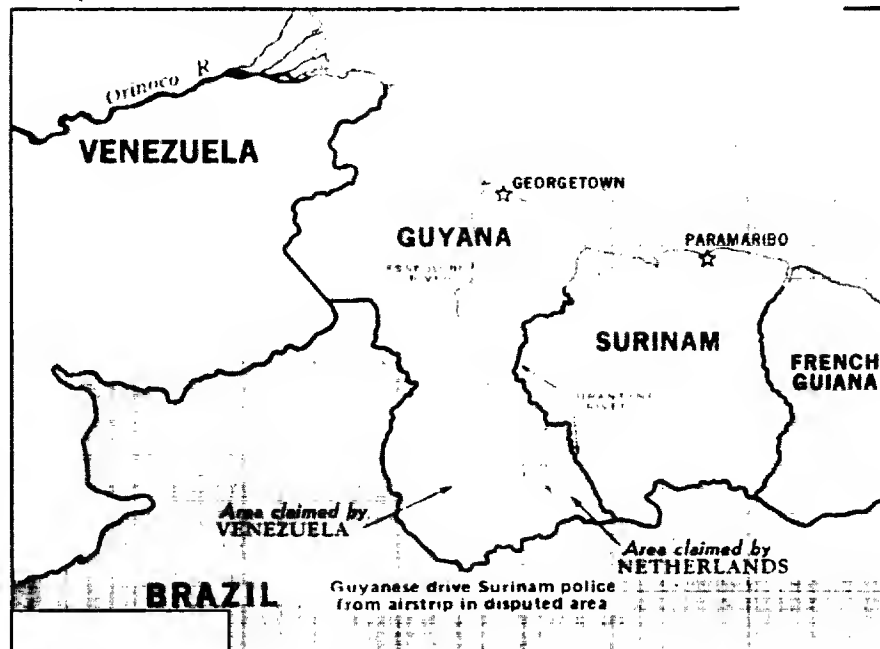 Orinoco R
VENEZUELA
GEORGETOWN
GUYANA
PARAMARIBO
SURINAM
FRENCH
GUIANA
Area claimed by
VENEZUELA
Area claimed by
NETHERLANDS
BRAZIL
Guyanese drive Surinam police
from airstrip in disputed area